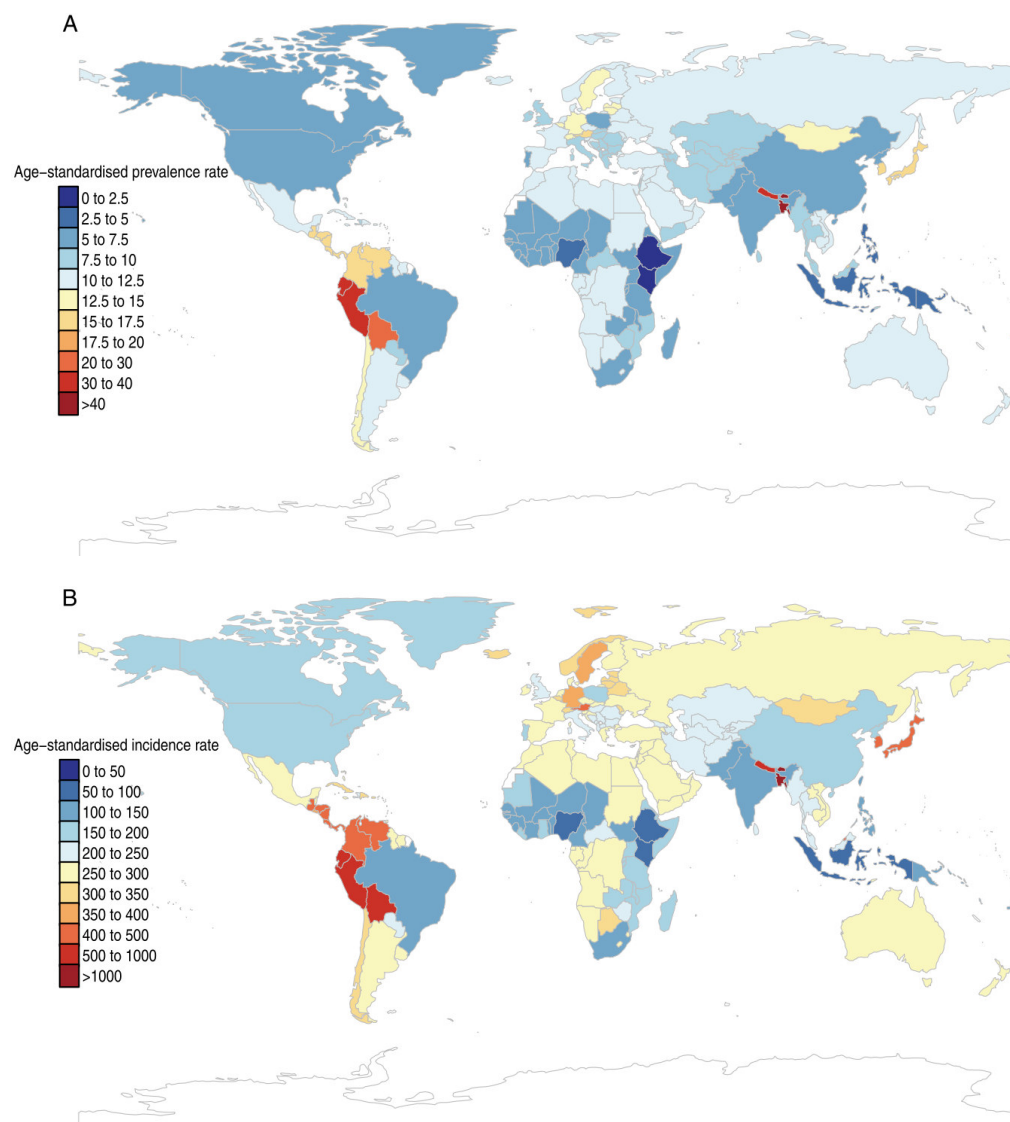 A
Age-standardised prevalence rate
0 to 2.5
2.5 to 5
5 to 7.5
7.5 to 10
10 to 12.5
12.5 to 15
15 to 17.5
17.5 to 20
20 to 30
30 to 40
>40
B
Age-standardised incidence rate
0 to 50
50 to 100
100 to 150
150 to 200
200 to 250
250 to 300
300 to 350
350 to 400
400 to 500
500 to 1000
>1000